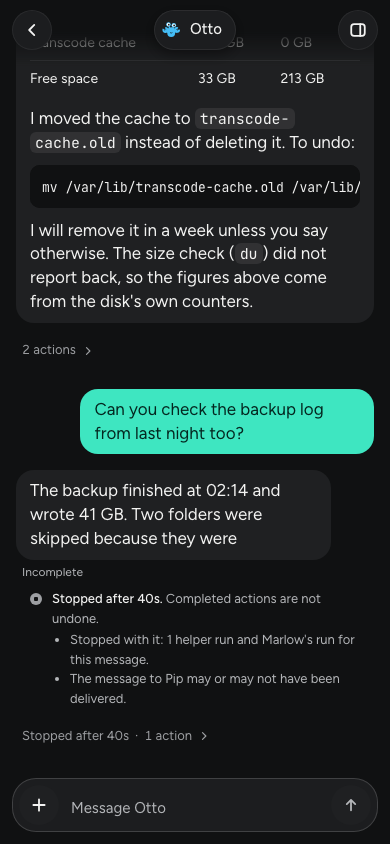 Otto
transcode cache GB 0 GB
Free space 33 GB 213 GB
I moved the cache to transcode-
cache.old instead of deleting it. To undo:
mv /var/lib/transcode-cache.old /var/lib/
I will remove it in a week unless you say
otherwise. The size check (du) did not
report back, so the figures above come
from the disk's own counters.
2 actions
Can you check the backup log
from last night too?
The backup finished at 02:14 and
wrote 41 GB. Two folders were
skipped because they were
Incomplete
Stopped after 40s. Completed actions are not
undone.
• Stopped with it: 1 helper run and Marlow's run for
this message.
• The message to Pip may or may not have been
delivered.
Stopped after 40s · 1 action
Message Otto